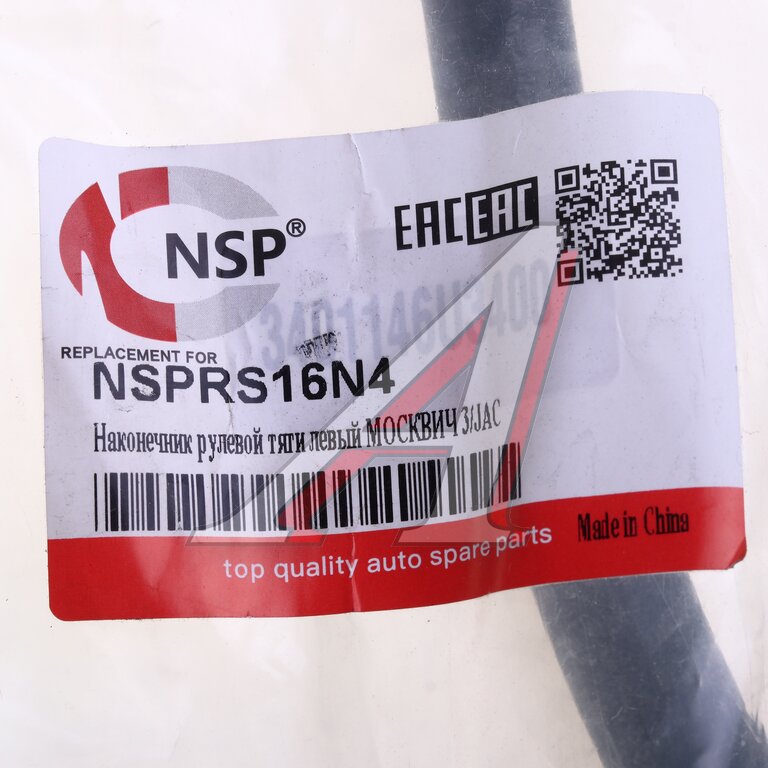 NSP®
EAC EAC
REPLACEMENT FOR
NSPRS16N4
Наконечник рулевой тяги левый МОСКВИЧ 3/JAC
top quality auto spare parts
Made in China